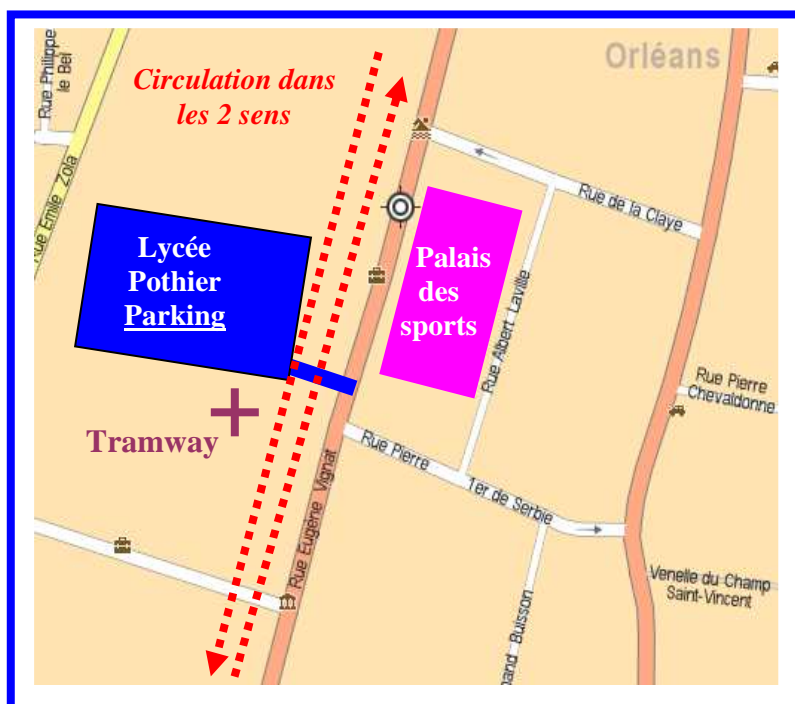 Rue Philippe
le Bel
Circulation dans
les 2 sens
Orléans
Rue Emile Zola
Rue de la Claye
Lycée
Pothier
Parking
Palais
des
sports
Rue Albert Laville
Rue Pierre
Chevaldonne
Tramway
Rue Pierre 1er de Serbie
Rue Eugène Vignat
Venelle du Champ
Saint-Vincent
and Buisson